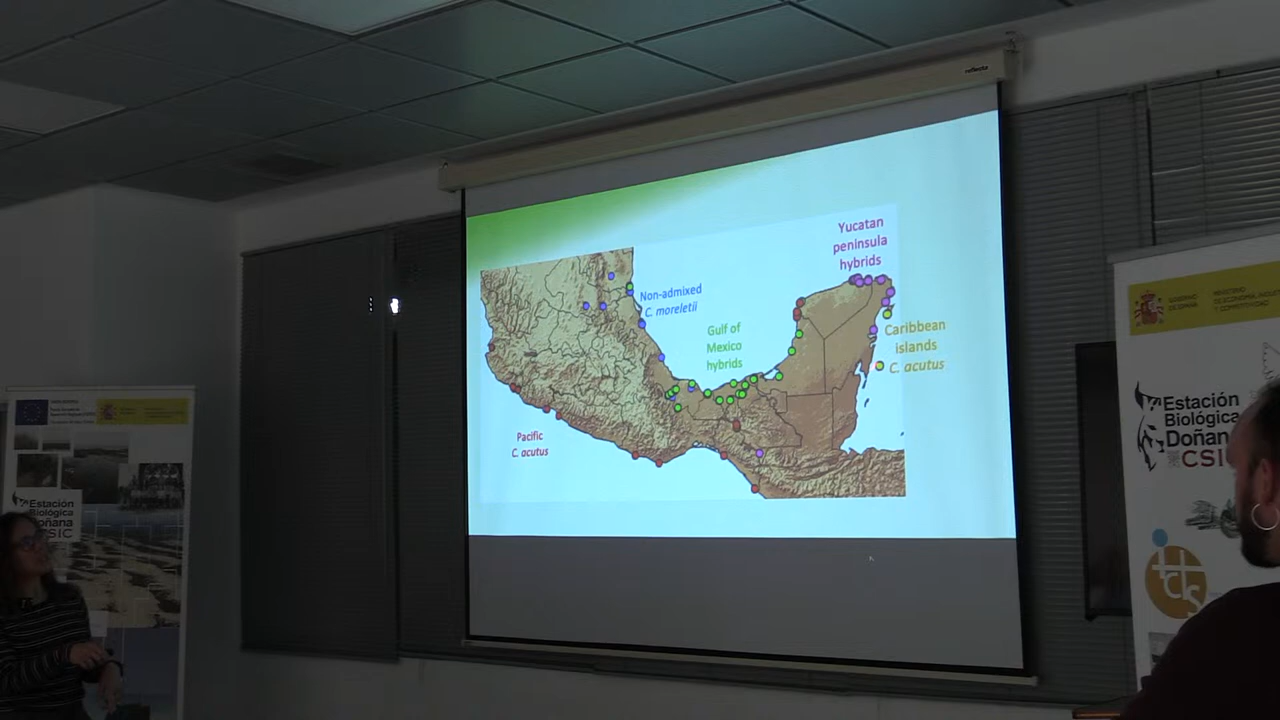 reflecta
Yucatan
peninsula
hybrids
Non-admixed
C. moreletii
Gulf of
Mexico
hybrids
Caribbean
islands
C. acutus
Pacific
C. acutus
Estación
Biológica
Doñana
CSIC
Estación
Biológica
Doñana
CSIC